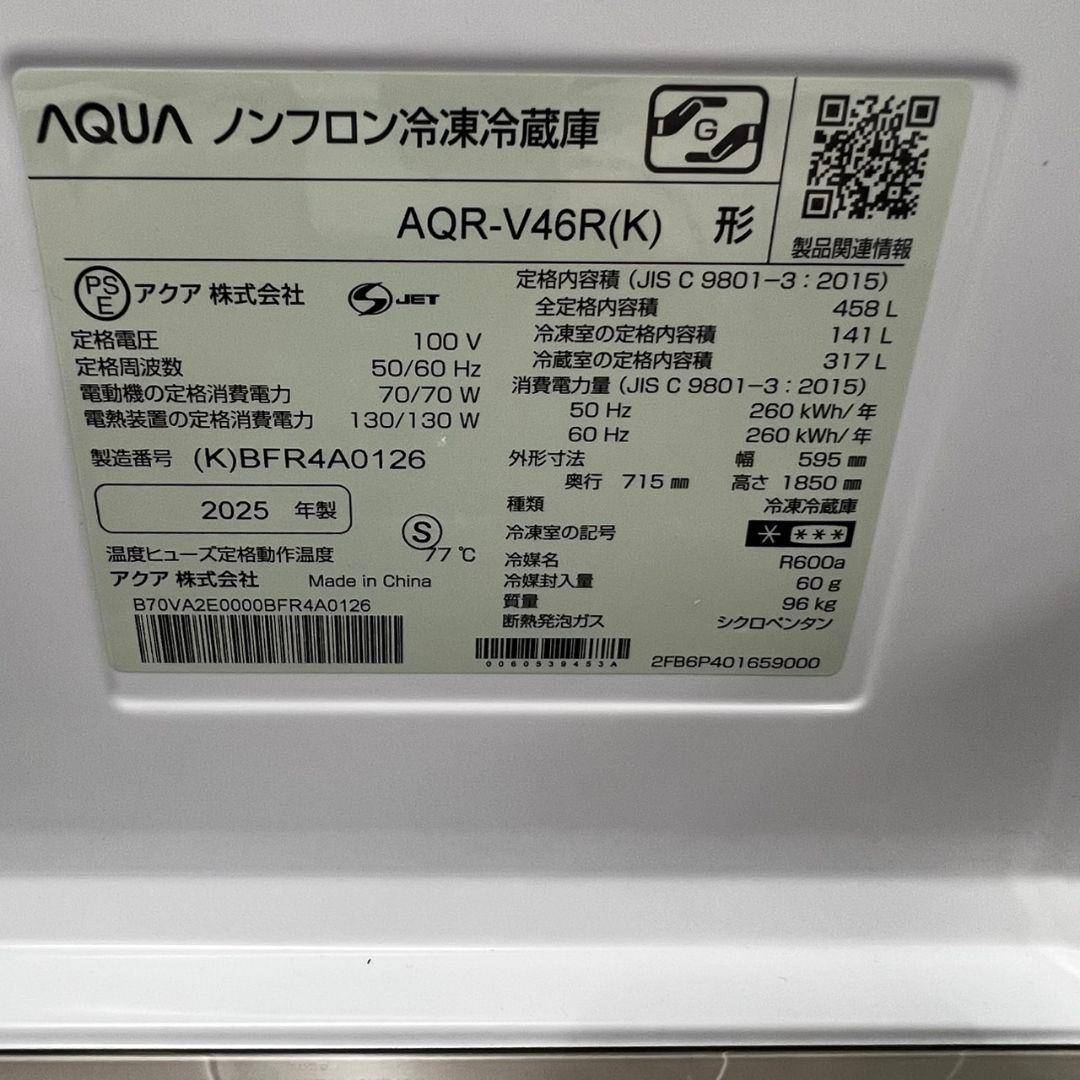 AQUA ノンフロン冷凍冷蔵庫
G
AQR-V46R(K) 形
製品関連情報
PS
E
アクア 株式会社
S JET
定格電圧 100 V
定格周波数 50/60 Hz
電動機の定格消費電力 70/70 W
電熱装置の定格消費電力 130/130 W
製造番号 (K)BFR4A0126
2025 年製
S
温度ヒューズ定格動作温度 77 ℃
アクア 株式会社 Made in China
B70VA2E0000BFR4A0126
定格内容積 (JIS C 9801-3:2015)
全定格内容積 458 L
冷凍室の定格内容積 141 L
冷蔵室の定格内容積 317 L
消費電力量 (JIS C 9801-3:2015)
50 Hz 260 kWh/年
60 Hz 260 kWh/年
外形寸法 幅 595 mm
奥行 715 mm 高さ 1850 mm
種類 冷凍冷蔵庫
冷凍室の記号 * ***
冷媒名 R600a
冷媒封入量 60 g
質量 96 kg
断熱発泡ガス シクロペンタン
0060539453A
2FB6P401659000